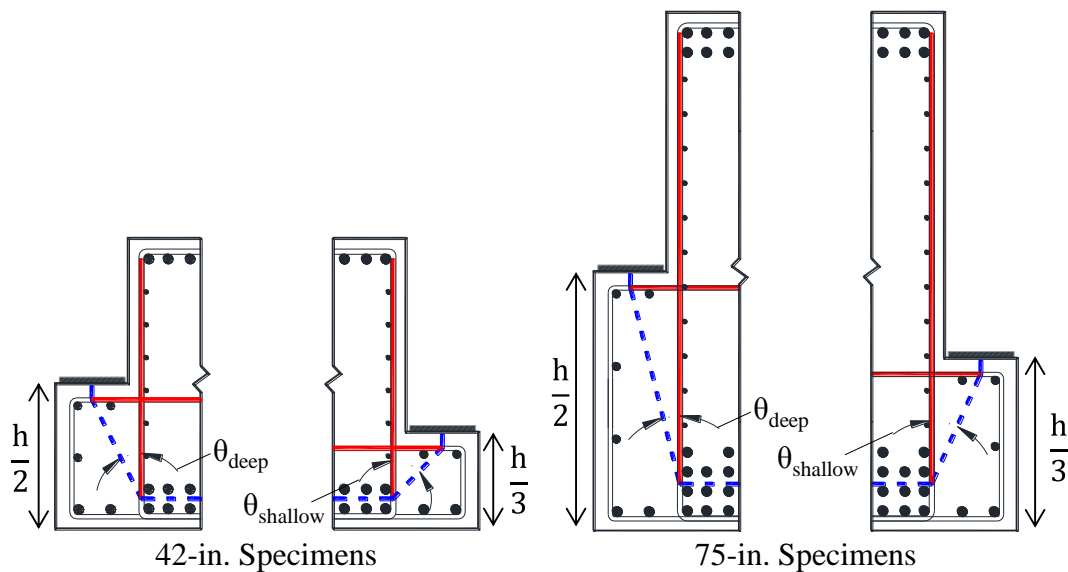 h
2
θdeep
θshallow
h
3
42-in. Specimens
h
2
θdeep
θshallow
h
3
75-in. Specimens